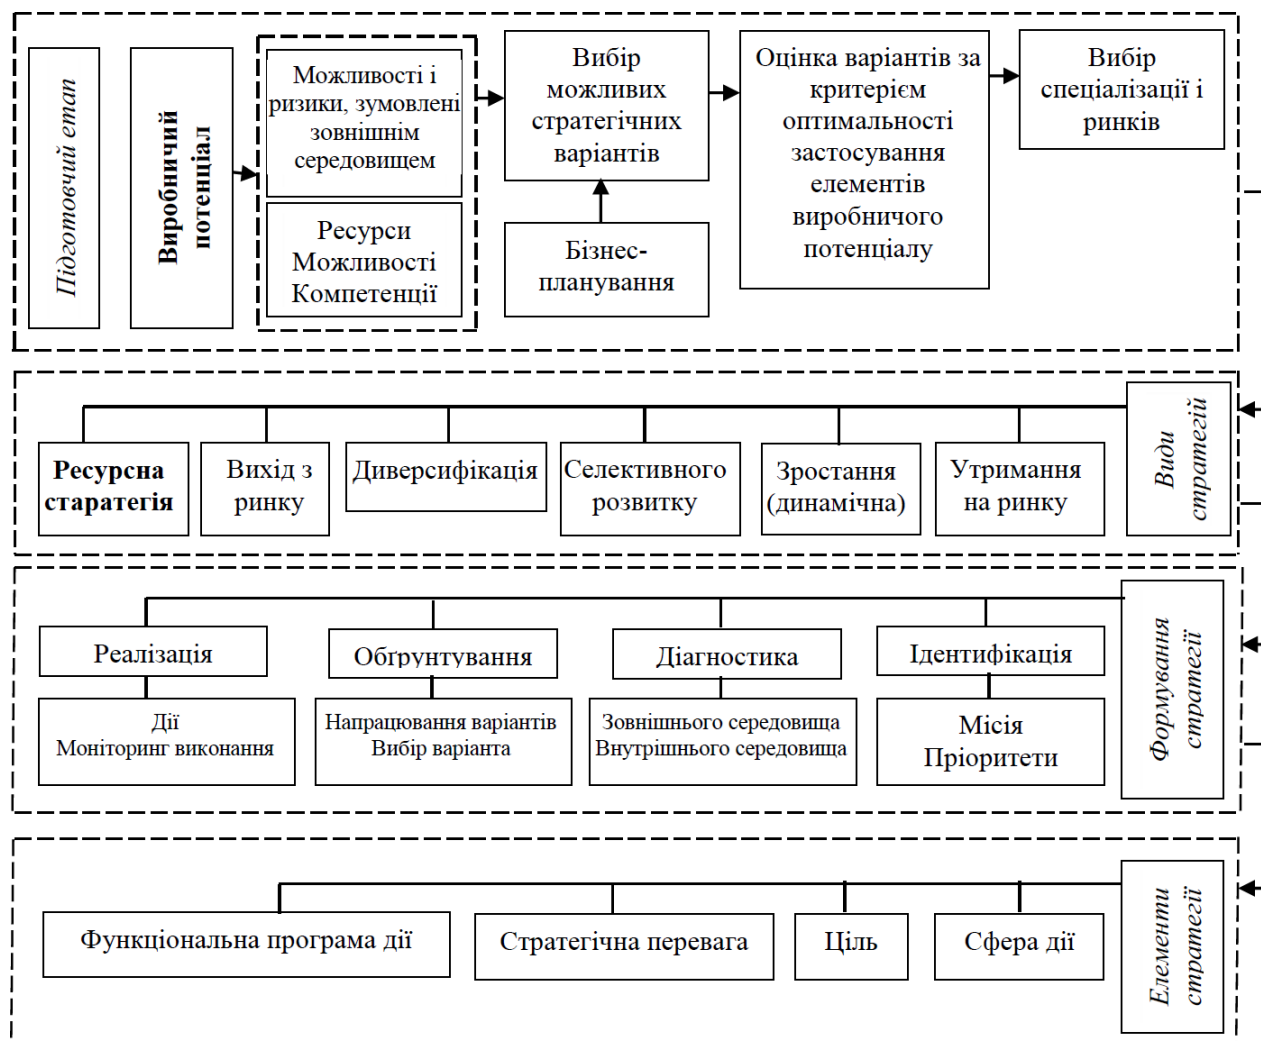 Підготовчий етап
Виробничий
потенціал
Можливості і
ризики, зумовлені
зовнішнім
середовищем
Ресурси
Можливості
Компетенції
Вибір
можливих
стратегічних
варіантів
Бізнес-
планування
Оцінка варіантів за
критерієм
оптимальності
застосування
елементів
виробничого
потенціалу
Вибір
спеціалізації і
ринків
Види
стратегій
Ресурсна
старатегія
Вихід з
ринку
Диверсифікація
Селективного
розвитку
Зростання
(динамічна)
Утримання
на ринку
Формування
стратегії
Реалізація
Обґрунтування
Діагностика
Ідентифікація
Дії
Моніторинг виконання
Напрацювання варіантів
Вибір варіанта
Зовнішнього середовища
Внутрішнього середовища
Місія
Пріоритети
Елементи
стратегії
Функціональна програма дії
Стратегічна перевага
Ціль
Сфера дії